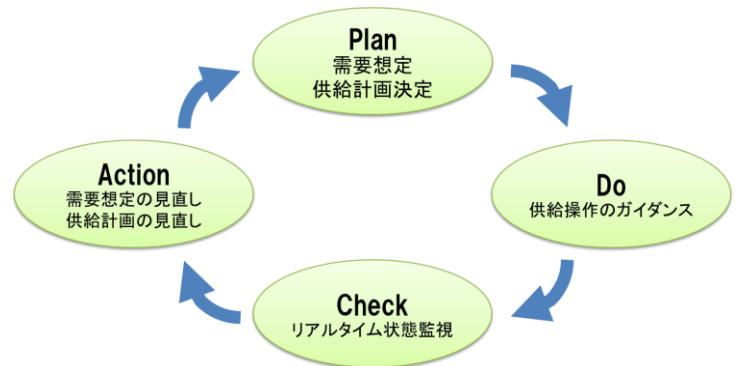 Plan
需要想定
供給計画決定
Do
供給操作のガイダンス
Check
リアルタイム状態監視
Action
需要想定の見直し
供給計画の見直し